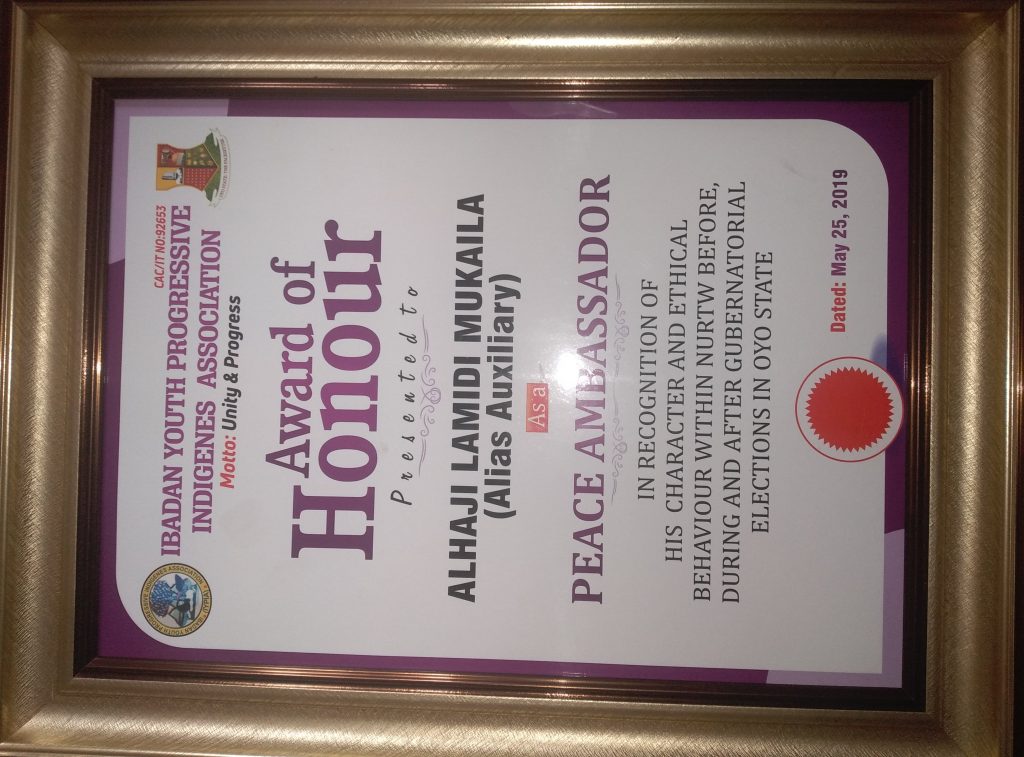 CAC/IT NO:92653
IBADAN YOUTH PROGRESSIVE
INDIGENES ASSOCIATION
Motto: Unity & Progress
Award of
Honour
Presented to
ALHAJI LAMIDI MUKAILA
(Alias Auxiliary)
As a
PEACE AMBASSADOR
IN RECOGNITION OF
HIS CHARACTER AND ETHICAL
BEHAVIOUR WITHIN NURTW BEFORE,
DURING AND AFTER GUBERNATORIAL
ELECTIONS IN OYO STATE
Dated: May 25, 2019